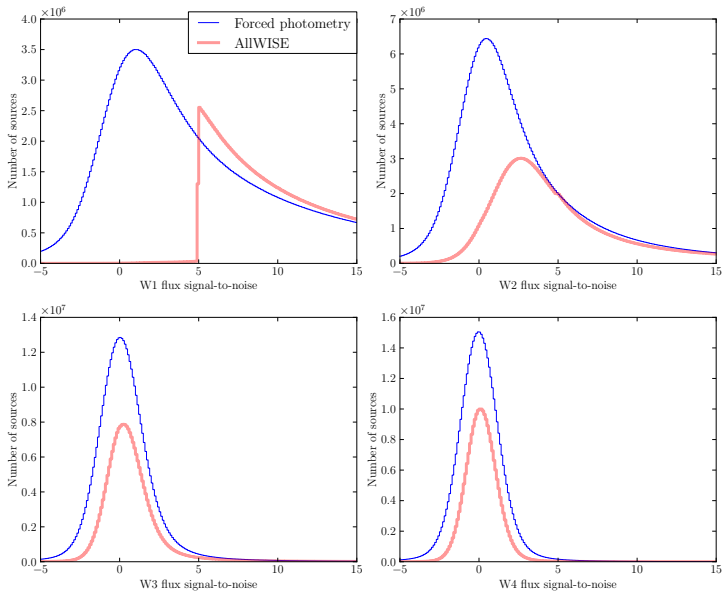 ×10⁶
4.0
3.5
3.0
2.5
2.0
1.5
1.0
0.5
0.0
Number of sources
Forced photometry
AllWISE
−5 0 5 10 15
W1 flux signal-to-noise
×10⁶
7
6
5
4
3
2
1
0
Number of sources
−5 0 5 10 15
W2 flux signal-to-noise
×10⁷
1.4
1.2
1.0
0.8
0.6
0.4
0.2
0.0
Number of sources
−5 0 5 10 15
W3 flux signal-to-noise
×10⁷
1.6
1.4
1.2
1.0
0.8
0.6
0.4
0.2
0.0
Number of sources
−5 0 5 10 15
W4 flux signal-to-noise